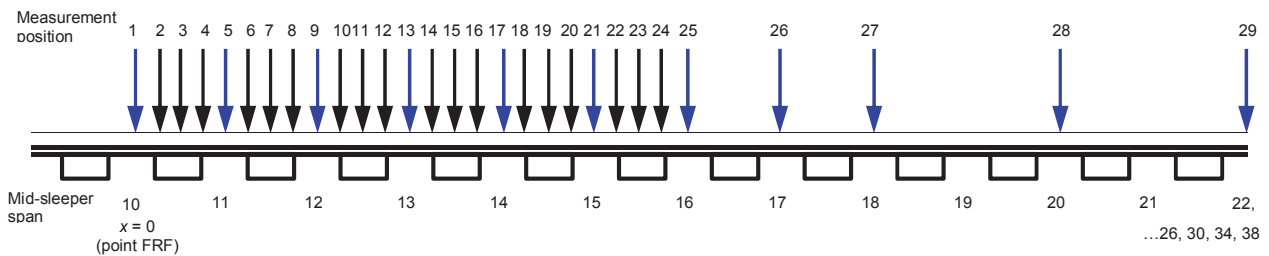 Measurement
position
1 2 3 4 5 6 7 8 9 10 11 12 13 14 15 16 17 18 19 20 21 22 23 24 25 26 27 28 29
Mid-sleeper
span
10 11 12 13 14 15 16 17 18 19 20 21 22,
x = 0
(point FRF)
…26, 30, 34, 38